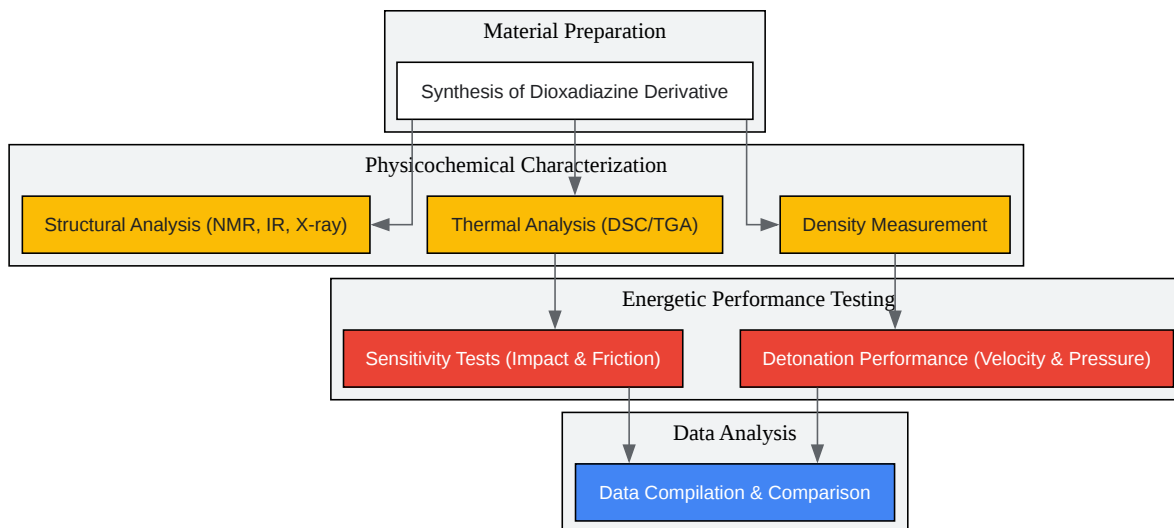 Material Preparation
Synthesis of Dioxadiazine Derivative
Physicochemical Characterization
Structural Analysis (NMR, IR, X-ray)
Thermal Analysis (DSC/TGA)
Density Measurement
Energetic Performance Testing
Sensitivity Tests (Impact & Friction)
Detonation Performance (Velocity & Pressure)
Data Analysis
Data Compilation & Comparison